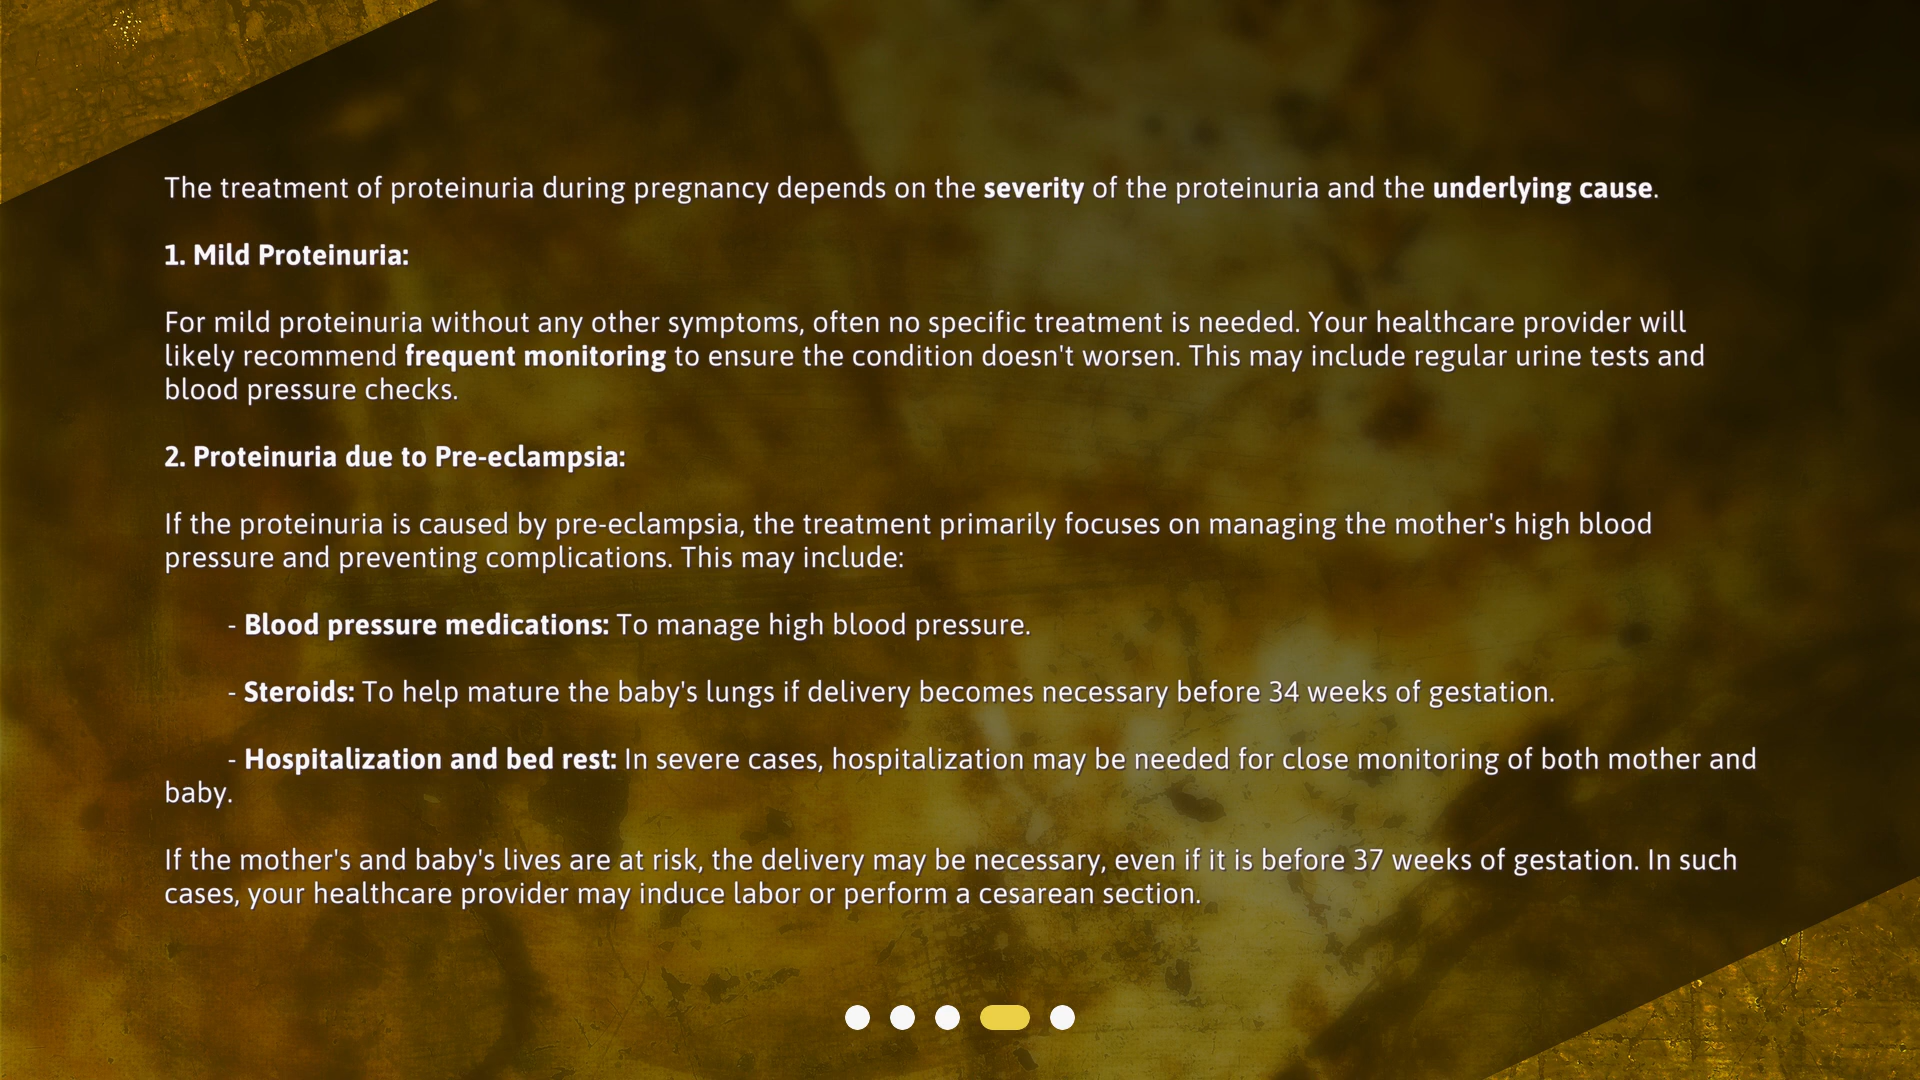 The treatment of proteinuria during pregnancy depends on the severity of the proteinuria and the underlying cause.
1. Mild Proteinuria:
For mild proteinuria without any other symptoms, often no specific treatment is needed. Your healthcare provider will
likely recommend frequent monitoring to ensure the condition doesn't worsen. This may include regular urine tests and
blood pressure checks.
2. Proteinuria due to Pre-eclampsia:
If the proteinuria is caused by pre-eclampsia, the treatment primarily focuses on managing the mother's high blood
pressure and preventing complications. This may include:
- Blood pressure medications: To manage high blood pressure.
- Steroids: To help mature the baby's lungs if delivery becomes necessary before 34 weeks of gestation.
- Hospitalization and bed rest: In severe cases, hospitalization may be needed for close monitoring of both mother and
baby.
If the mother's and baby's lives are at risk, the delivery may be necessary, even if it is before 37 weeks of gestation. In such
cases, your healthcare provider may induce labor or perform a cesarean section.